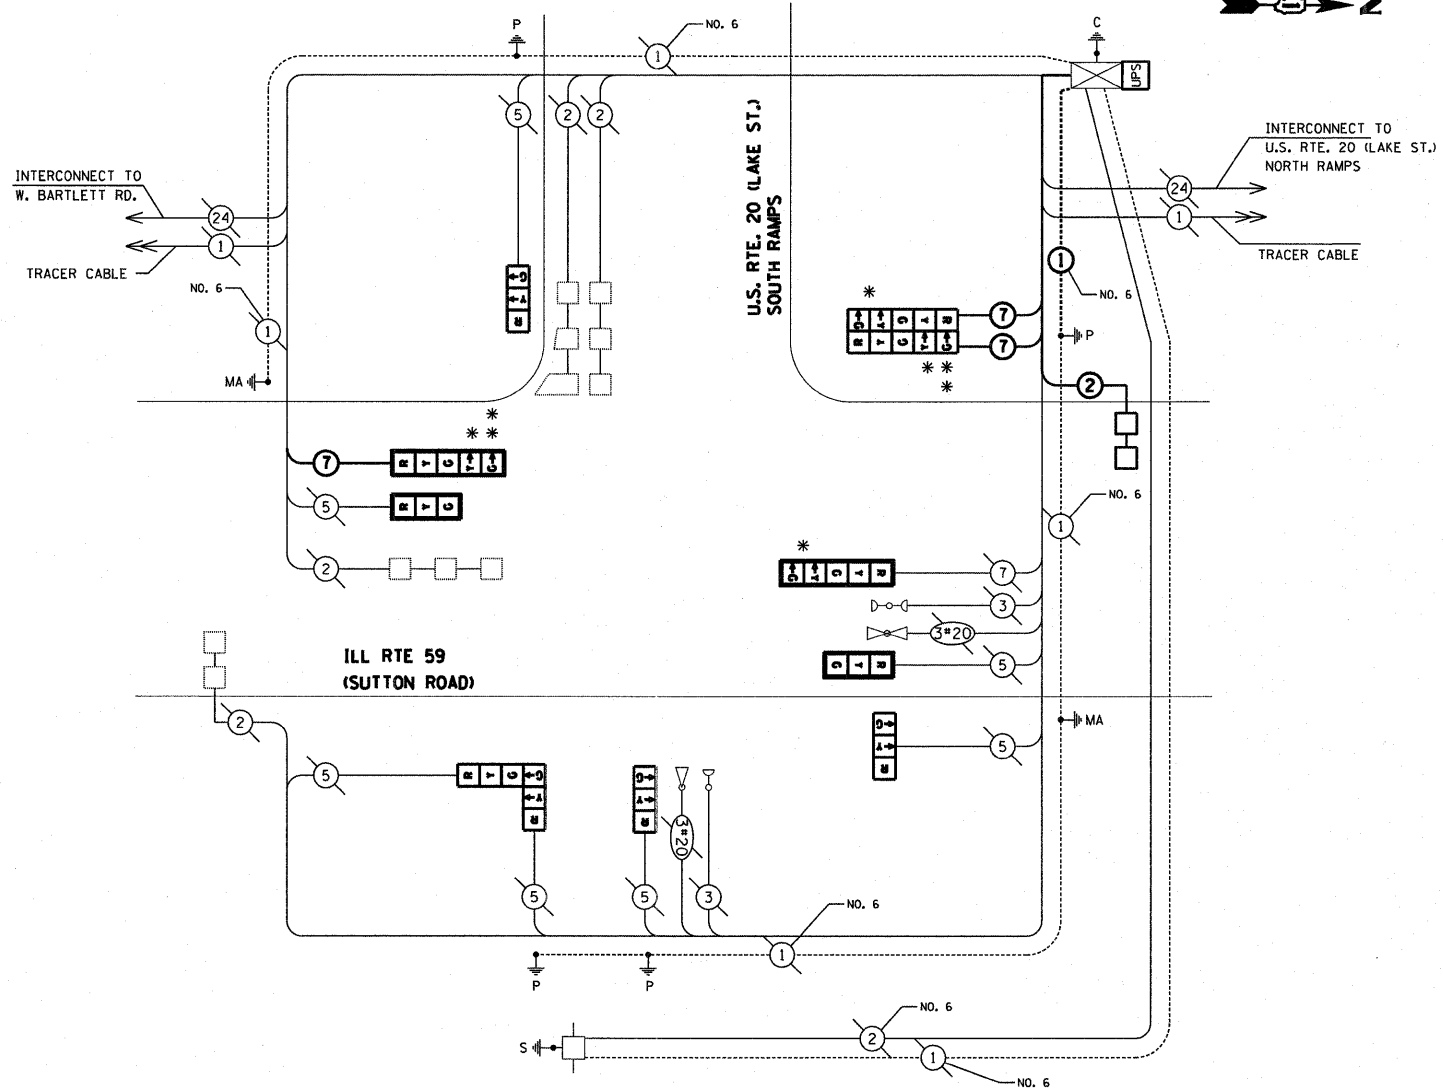 N
P
NO. 6
C
1
UPS
5
2
2
U.S. RTE. 20 (LAKE ST.)
SOUTH RAMPS
INTERCONNECT TO
U.S. RTE. 20 (LAKE ST.)
NORTH RAMPS
INTERCONNECT TO
W. BARTLETT RD.
24
24
1
1
TRACER CABLE
TRACER CABLE
NO. 6
1
1
NO. 6
G
Y
R
*
G Y G Y R
7
R Y G Y G
7
P
* *
*
MA
2
*
* *
7
R Y G Y G
5
R Y G
NO. 6
1
2
*
G Y G Y R
7
3
3#20
G Y R
5
ILL RTE 59
(SUTTON ROAD)
2
G
Y
R
5
MA
5
R Y G G
Y
R
G
Y
R
3#20
5
5
3
NO. 6
1
P
P
NO. 6
S
2
1
NO. 6